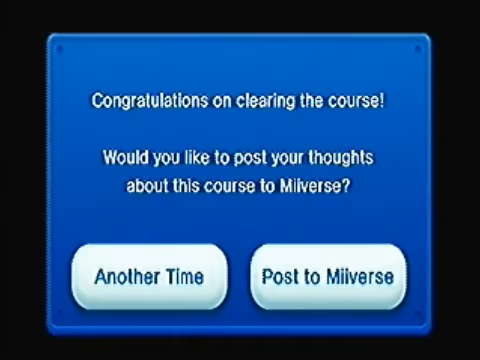 Congratulations on clearing the course!
Would you like to post your thoughts
about this course to Miiverse?
Another Time
Post to Miiverse